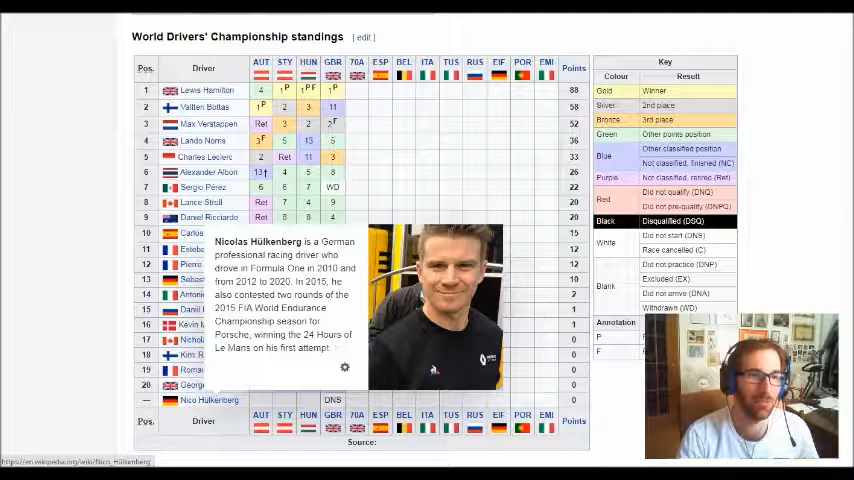 World Drivers' Championship standings [ edit ]
Pos. Driver AUT STY HUN GBR 70A ESP BEL ITA TUS RUS EIF POR EMI Points
1 Lewis Hamilton 4 1P 1PF 1P 88
2 Valtteri Bottas 1P 2 3 11 58
3 Max Verstappen Ret 3 2 2F 52
4 Lando Norris 3F 5 13 5 36
5 Charles Leclerc 2 Ret 11 3 33
6 Alexander Albon 13† 4 5 8 26
7 Sergio Pérez 6 6 7 WD 22
8 Lance Stroll Ret 7 4 9 20
9 Daniel Ricciardo Ret 8 8 4 20
10 Carlos 15
11 Esteba 12
12 Pierre 12
13 Sebast 10
14 Antoni 2
15 Daniil 1
16 Kevin M 1
17 Nichola 0
18 Kimi R 0
19 Romai 0
20 George 0
— Nico Hülkenberg DNS 0
Pos. Driver AUT STY HUN GBR 70A ESP BEL ITA TUS RUS EIF POR EMI Points
Source:
Nicolas Hülkenberg is a German
professional racing driver who
drove in Formula One in 2010 and
from 2012 to 2020. In 2015, he
also contested two rounds of the
2015 FIA World Endurance
Championship season for
Porsche, winning the 24 Hours of
Le Mans on his first attempt.
Key
Colour Result
Gold Winner
Silver 2nd place
Bronze 3rd place
Green Other points position
Blue Other classified position
Not classified, finished (NC)
Purple Not classified, retired (Ret)
Red Did not qualify (DNQ)
Did not pre-qualify (DNPQ)
Black Disqualified (DSQ)
White Did not start (DNS)
Race cancelled (C)
Blank Did not practice (DNP)
Excluded (EX)
Did not arrive (DNA)
Withdrawn (WD)
Annotation
P
F
https://en.wikipedia.org/wiki/Nico_Hülkenberg